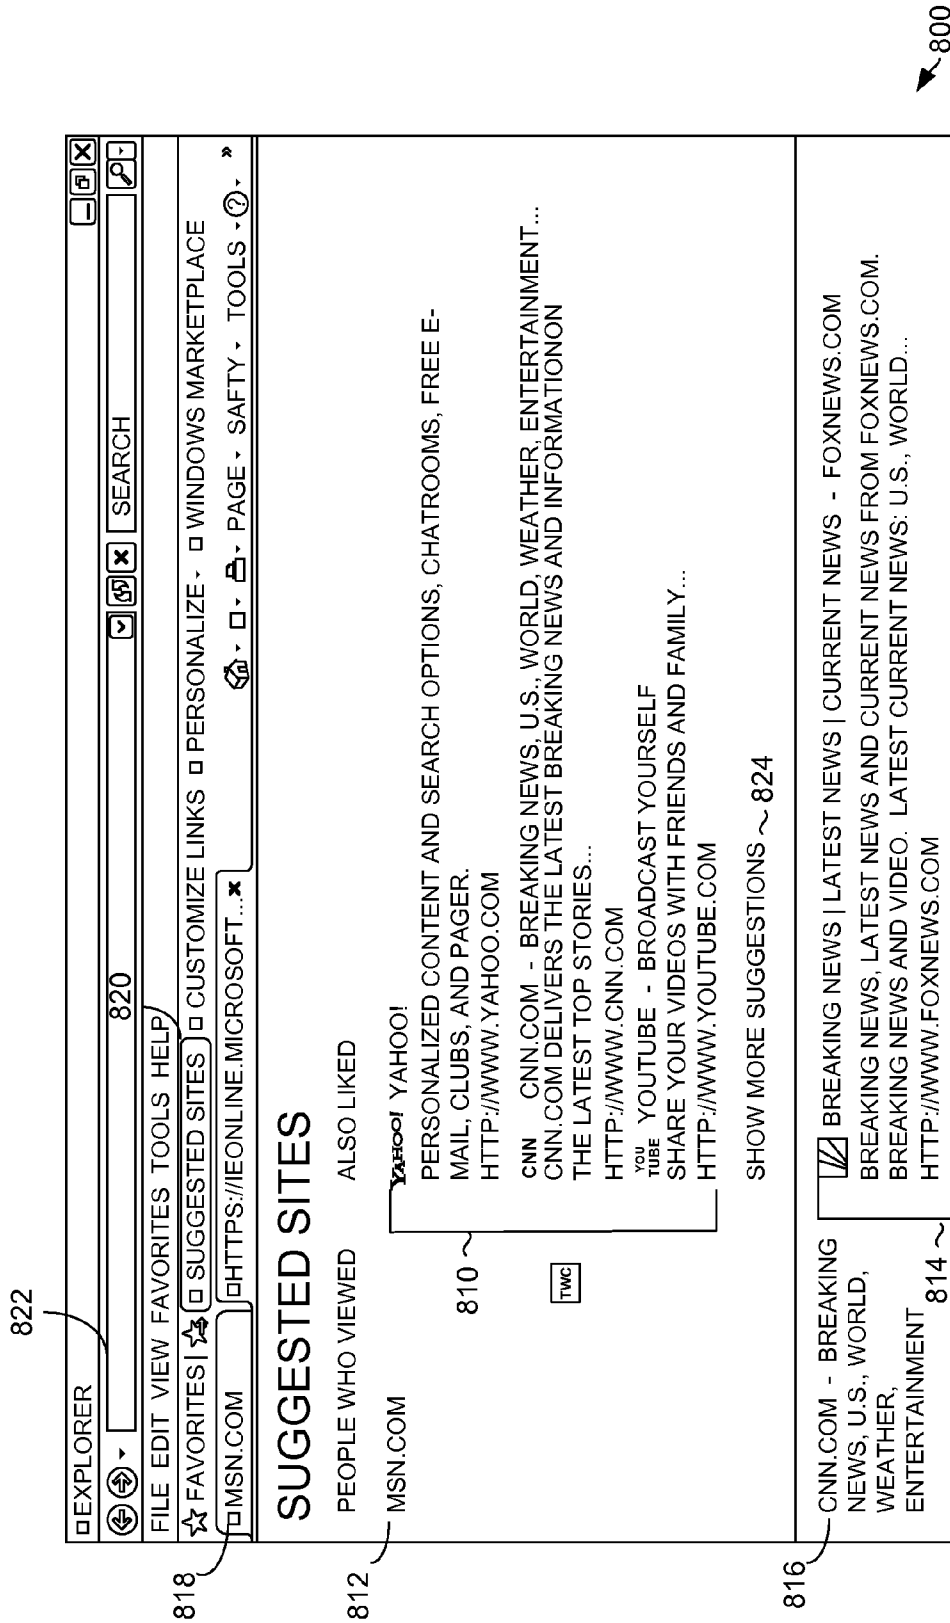 822
EXPLORER
SEARCH
820
FILE EDIT VIEW FAVORITES TOOLS HELP
FAVORITES | SUGGESTED SITES CUSTOMIZE LINKS PERSONALIZE WINDOWS MARKETPLACE
818
MSN.COM HTTPS://IEONLINE.MICROSOFT... PAGE SAFTY TOOLS »
SUGGESTED SITES
PEOPLE WHO VIEWED ALSO LIKED
812
MSN.COM
810
YAHOO! YAHOO!
PERSONALIZED CONTENT AND SEARCH OPTIONS, CHATROOMS, FREE E-
MAIL, CLUBS, AND PAGER.
HTTP://WWW.YAHOO.COM
TWC
CNN CNN.COM - BREAKING NEWS, U.S., WORLD, WEATHER, ENTERTAINMENT...
CNN.COM DELIVERS THE LATEST BREAKING NEWS AND INFORMATIONON
THE LATEST TOP STORIES...
HTTP://WWW.CNN.COM
YOU TUBE YOUTUBE - BROADCAST YOURSELF
SHARE YOUR VIDEOS WITH FRIENDS AND FAMILY...
HTTP://WWW.YOUTUBE.COM
SHOW MORE SUGGESTIONS ~ 824
816
CNN.COM - BREAKING
NEWS, U.S., WORLD,
WEATHER,
ENTERTAINMENT
814
BREAKING NEWS | LATEST NEWS | CURRENT NEWS - FOXNEWS.COM
BREAKING NEWS, LATEST NEWS AND CURRENT NEWS FROM FOXNEWS.COM.
BREAKING NEWS AND VIDEO. LATEST CURRENT NEWS: U.S., WORLD...
HTTP://WWW.FOXNEWS.COM
800